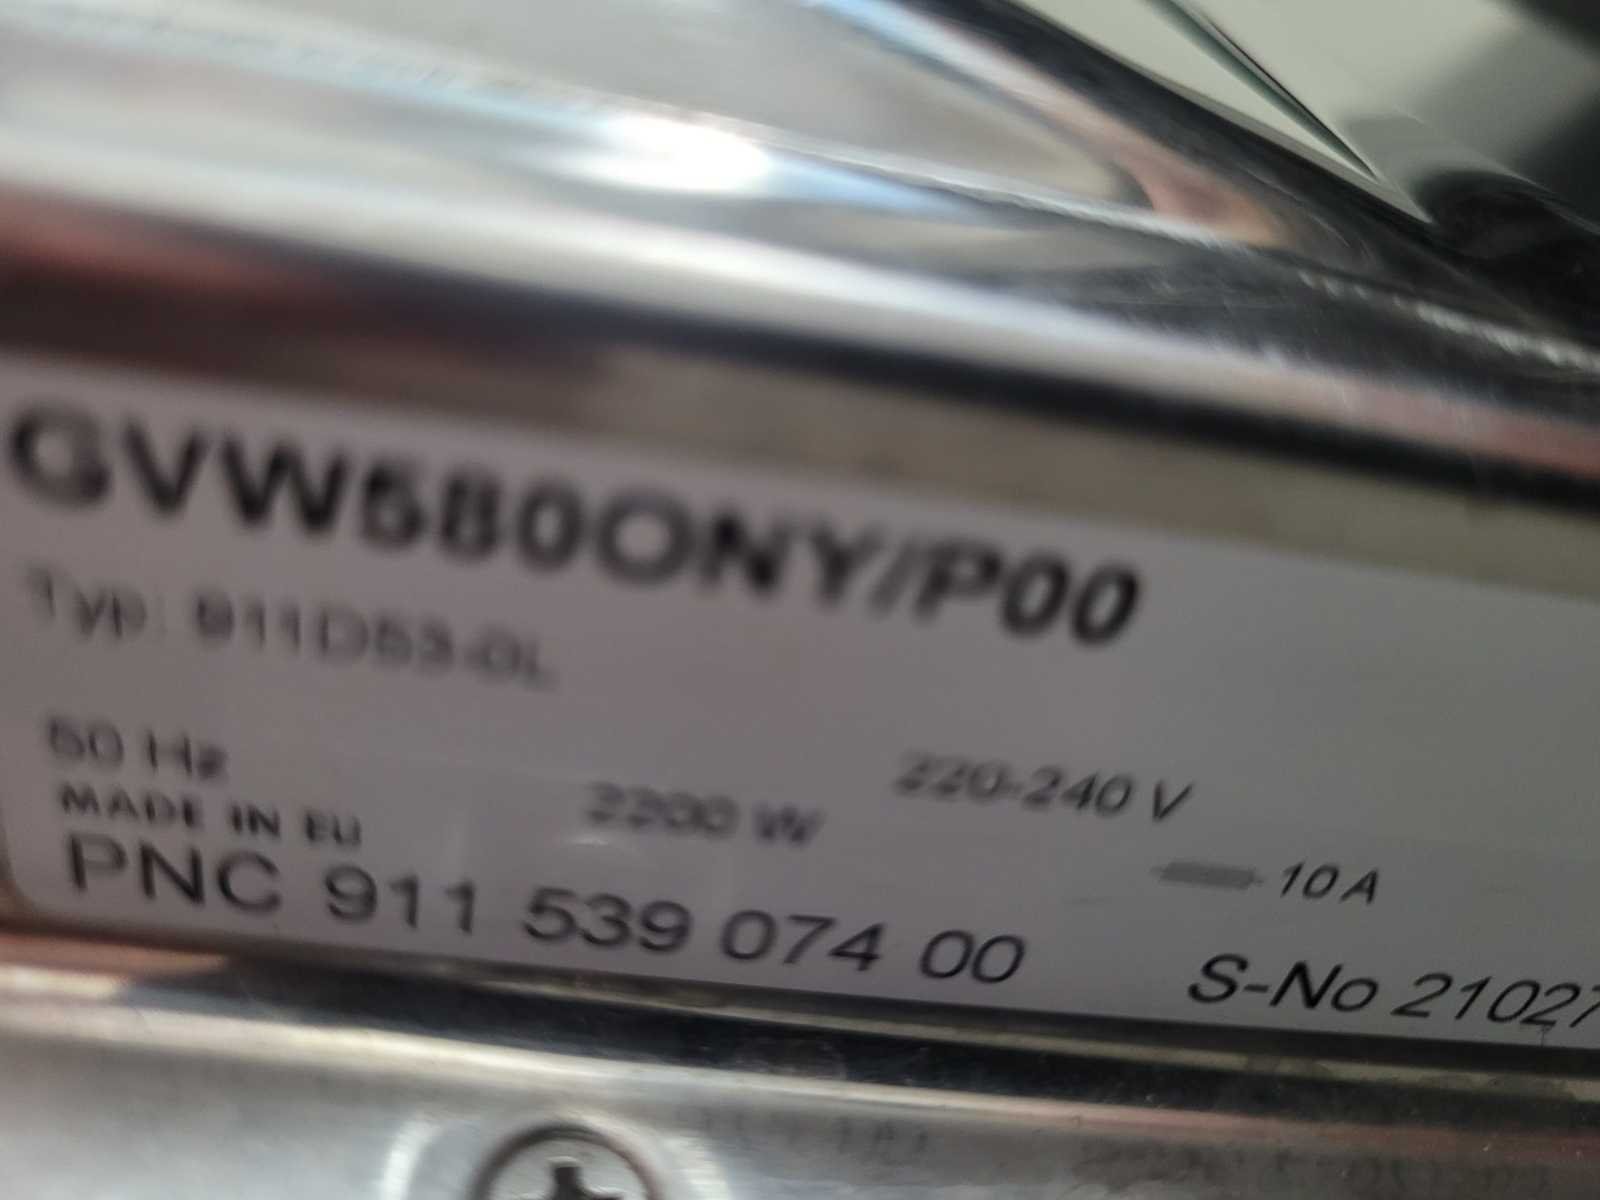 GVW580ONY/P00
Typ: 911D53-0L
50 Hz
220-240 V
2200 W
MADE IN EU
10 A
PNC 911 539 074 00
S-No 21027